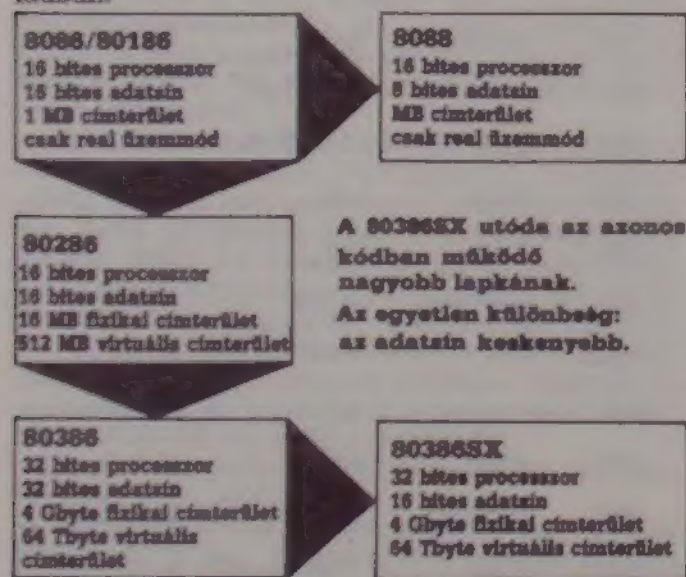 8086/80186
16 bites processzor
16 bites adatsín
1 MB címterület
csak real üzemmód
8088
16 bites processzor
8 bites adatsín
MB címterület
csak real üzemmód
80286
16 bites processzor
16 bites adatsín
16 MB fizikai címterület
512 MB virtuális címterület
A 80386SX utóda az azonos
kódban működő
nagyobb lapkának.
Az egyetlen különbség:
az adatsín keskenyebb.
80386
32 bites processzor
32 bites adatsín
4 Gbyte fizikai címterület
64 Tbyte virtuális
címterület
80386SX
32 bites processzor
16 bites adatsín
4 Gbyte fizikai címterület
64 Tbyte virtuális címterület